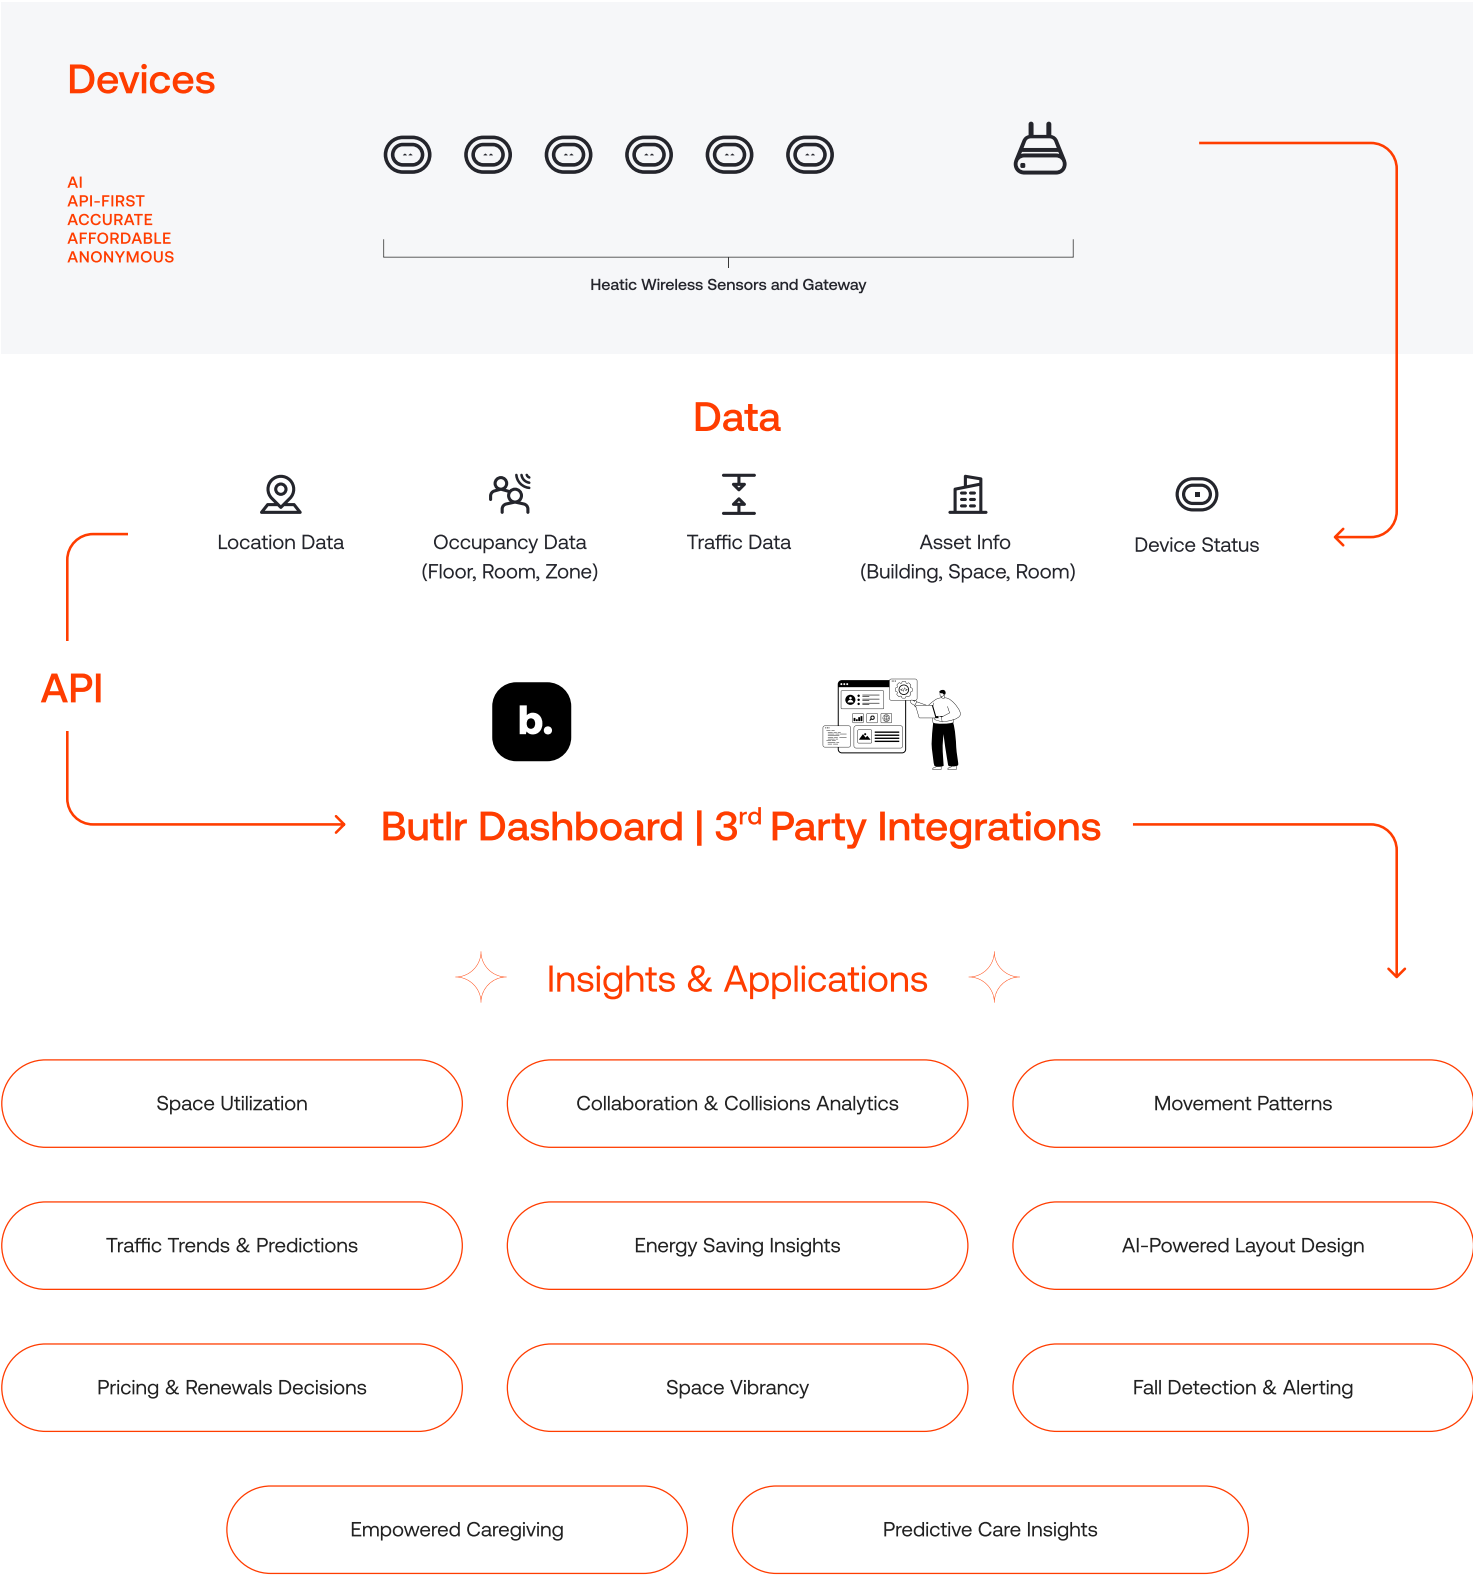 Devices
AI
API-FIRST
ACCURATE
AFFORDABLE
ANONYMOUS
Heatic Wireless Sensors and Gateway
Data
Location Data
Occupancy Data
(Floor, Room, Zone)
Traffic Data
Asset Info
(Building, Space, Room)
Device Status
API
b.
Butlr Dashboard | 3rd Party Integrations
Insights & Applications
Space Utilization
Collaboration & Collisions Analytics
Movement Patterns
Traffic Trends & Predictions
Energy Saving Insights
AI-Powered Layout Design
Pricing & Renewals Decisions
Space Vibrancy
Fall Detection & Alerting
Empowered Caregiving
Predictive Care Insights